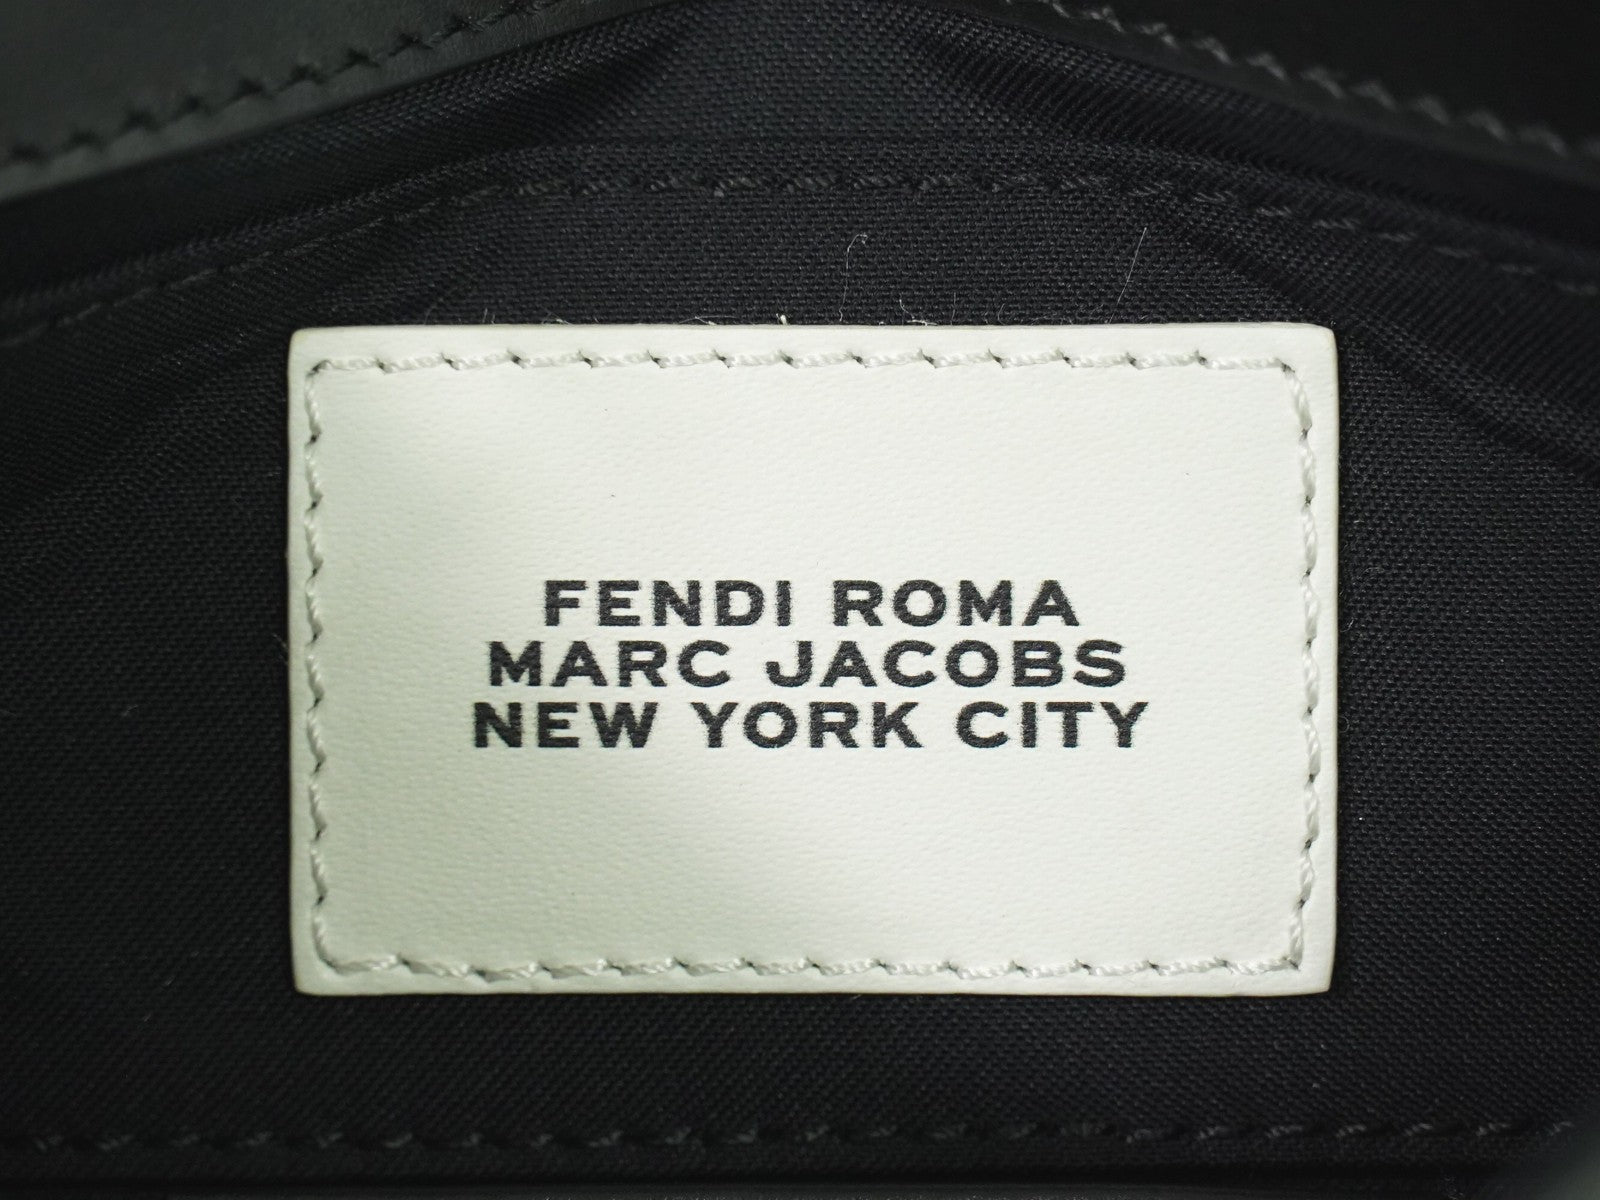 FENDI ROMA
MARC JACOBS
NEW YORK CITY